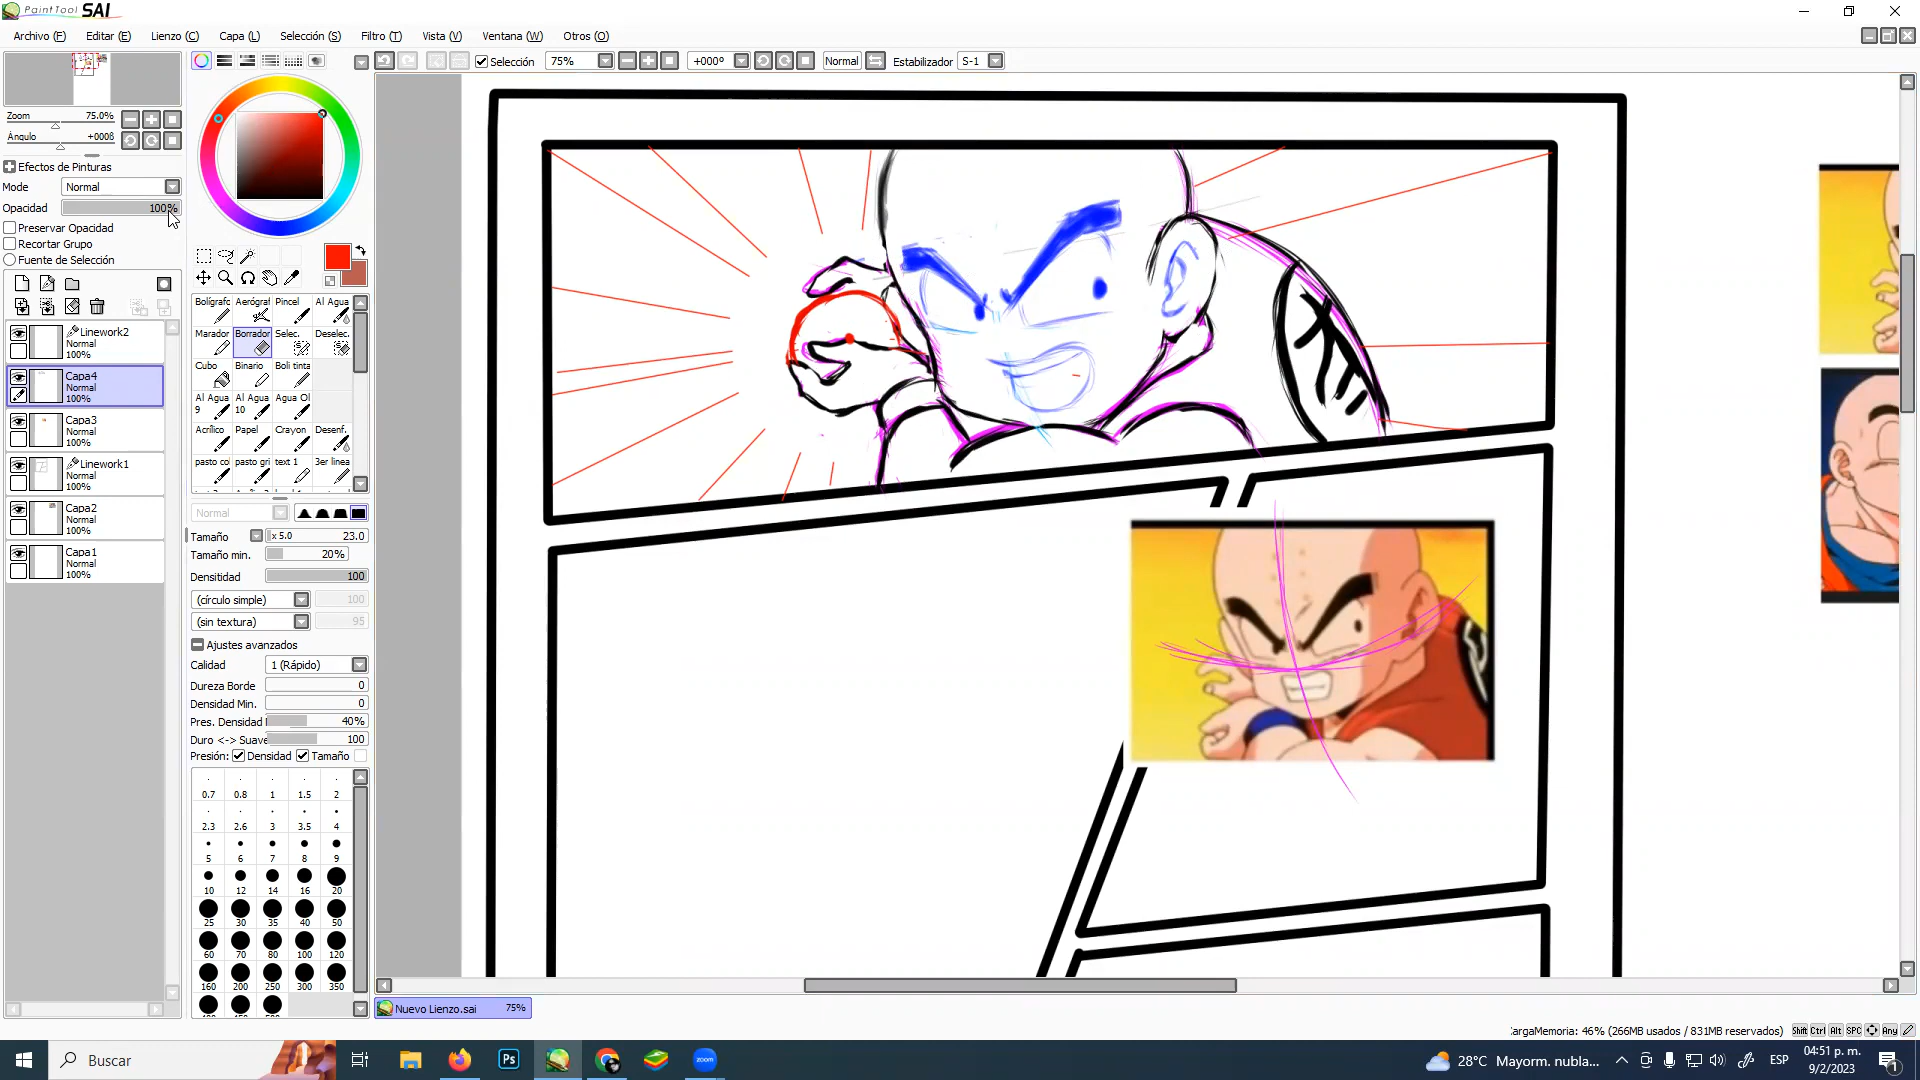 PaintTool SAI
Archivo (F) Editar (E) Lienzo (C) Capa (L) Selección (S) Filtro (T) Vista (V) Ventana (W) Otros (O)
Selección 75% +000º Normal Estabilizador S-1
Zoom 75.0%
Ángulo +000ß
Efectos de Pinturas
Mode Normal
Opacidad 100%
Preservar Opacidad
Recortar Grupo
Fuente de Selección
Linework2
Normal
100%
Capa4
Normal
100%
Capa3
Normal
100%
Linework1
Normal
100%
Capa2
Normal
100%
Capa1
Normal
100%
Bolígrafo Aerógraf Pincel Al Agua
Marador Borrador Selec. Deselec.
Cubo Binario Boli tinta
Al Agua 9 Al Agua 10 Agua Ol
Acrílico Papel Crayon Desenf.
pasto col pasto gri text 1 3er linea
Normal
Tamaño x 5.0 23.0
Tamaño min. 20%
Densitidad 100
(círculo simple) 100
(sin textura) 95
Ajustes avanzados
Calidad 1 (Rápido)
Dureza Borde 0
Densidad Min. 0
Pres. Densidad 40%
Duro <-> Suave 100
Presión: Densidad Tamaño
0.7 0.8 1 1.5 2
2.3 2.6 3 3.5 4
5 6 7 8 9
10 12 14 16 20
25 30 35 40 50
60 70 80 100 120
160 200 250 300 350
Nuevo Lienzo.sai 75%
CargaMemoria: 46% (266MB usados / 831MB reservados) Shift Ctrl Alt SPC Any
Buscar
Ps
zoom
28°C Mayorm. nubla... ESP 04:51 p. m.
9/2/2023
1